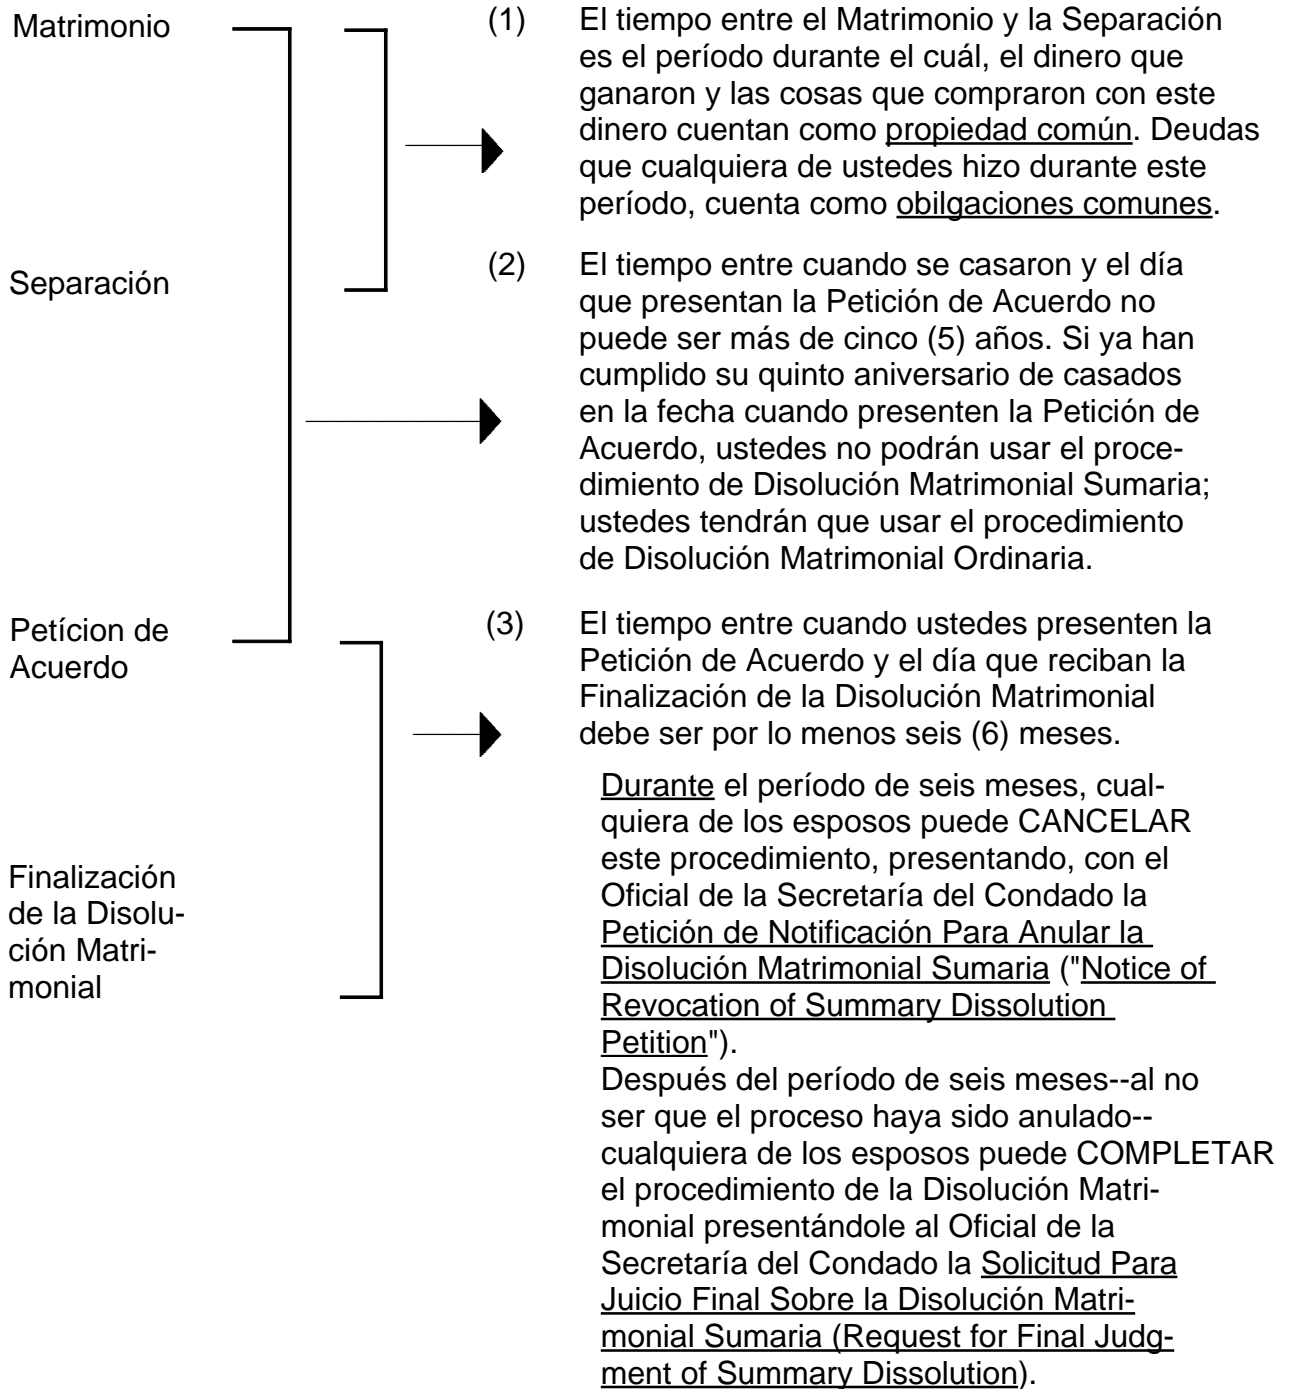 Matrimonio
(1)
El tiempo entre el Matrimonio y la Separación
es el período durante el cuál, el dinero que
ganaron y las cosas que compraron con este
dinero cuentan como propiedad común. Deudas
que cualquiera de ustedes hizo durante este
período, cuenta como obilgaciones comunes.
Separación
(2)
El tiempo entre cuando se casaron y el día
que presentan la Petición de Acuerdo no
puede ser más de cinco (5) años. Si ya han
cumplido su quinto aniversario de casados
en la fecha cuando presenten la Petición de
Acuerdo, ustedes no podrán usar el proce-
dimiento de Disolución Matrimonial Sumaria;
ustedes tendrán que usar el procedimiento
de Disolución Matrimonial Ordinaria.
Petícion de
Acuerdo
(3)
El tiempo entre cuando ustedes presenten la
Petición de Acuerdo y el día que reciban la
Finalización de la Disolución Matrimonial
debe ser por lo menos seis (6) meses.
Finalización
de la Disolu-
ción Matri-
monial
Durante el período de seis meses, cual-
quiera de los esposos puede CANCELAR
este procedimiento, presentando, con el
Oficial de la Secretaría del Condado la
Petición de Notificación Para Anular la
Disolución Matrimonial Sumaria ("Notice of
Revocation of Summary Dissolution
Petition").
Después del período de seis meses--al no
ser que el proceso haya sido anulado--
cualquiera de los esposos puede COMPLETAR
el procedimiento de la Disolución Matri-
monial presentándole al Oficial de la
Secretaría del Condado la Solicitud Para
Juicio Final Sobre la Disolución Matri-
monial Sumaria (Request for Final Judg-
ment of Summary Dissolution).